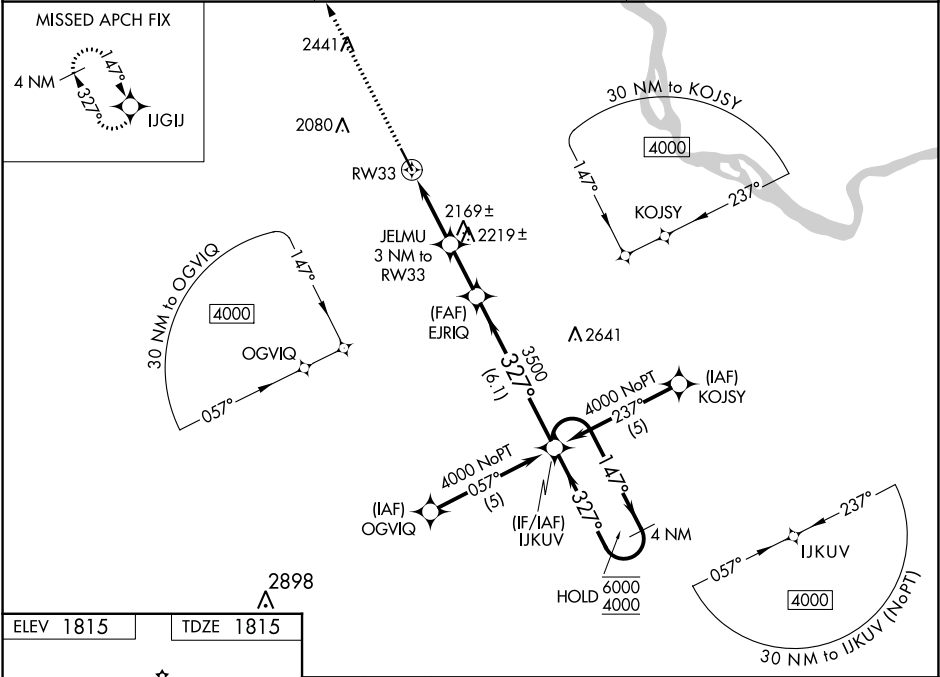 MISSED APCH FIX
4 NM
147°
327°
IJGIJ
2441
2080
RW33
2169±
2219±
JELMU
3 NM to
RW33
(FAF)
EJRIQ
2641
3500
327°
(6.1)
30 NM to KOJSY
4000
147°
237°
KOJSY
30 NM to OGVIQ
4000
147°
OGVIQ
057°
4000 NoPT
237°
(5)
(IAF)
KOJSY
4000 NoPT
057°
(5)
(IAF)
OGVIQ
(IF/IAF)
IJKUV
147°
327°
4 NM
HOLD
6000
4000
237°
057°
IJKUV
4000
30 NM to IJKUV (NoPT)
2898
ELEV 1815
TDZE 1815